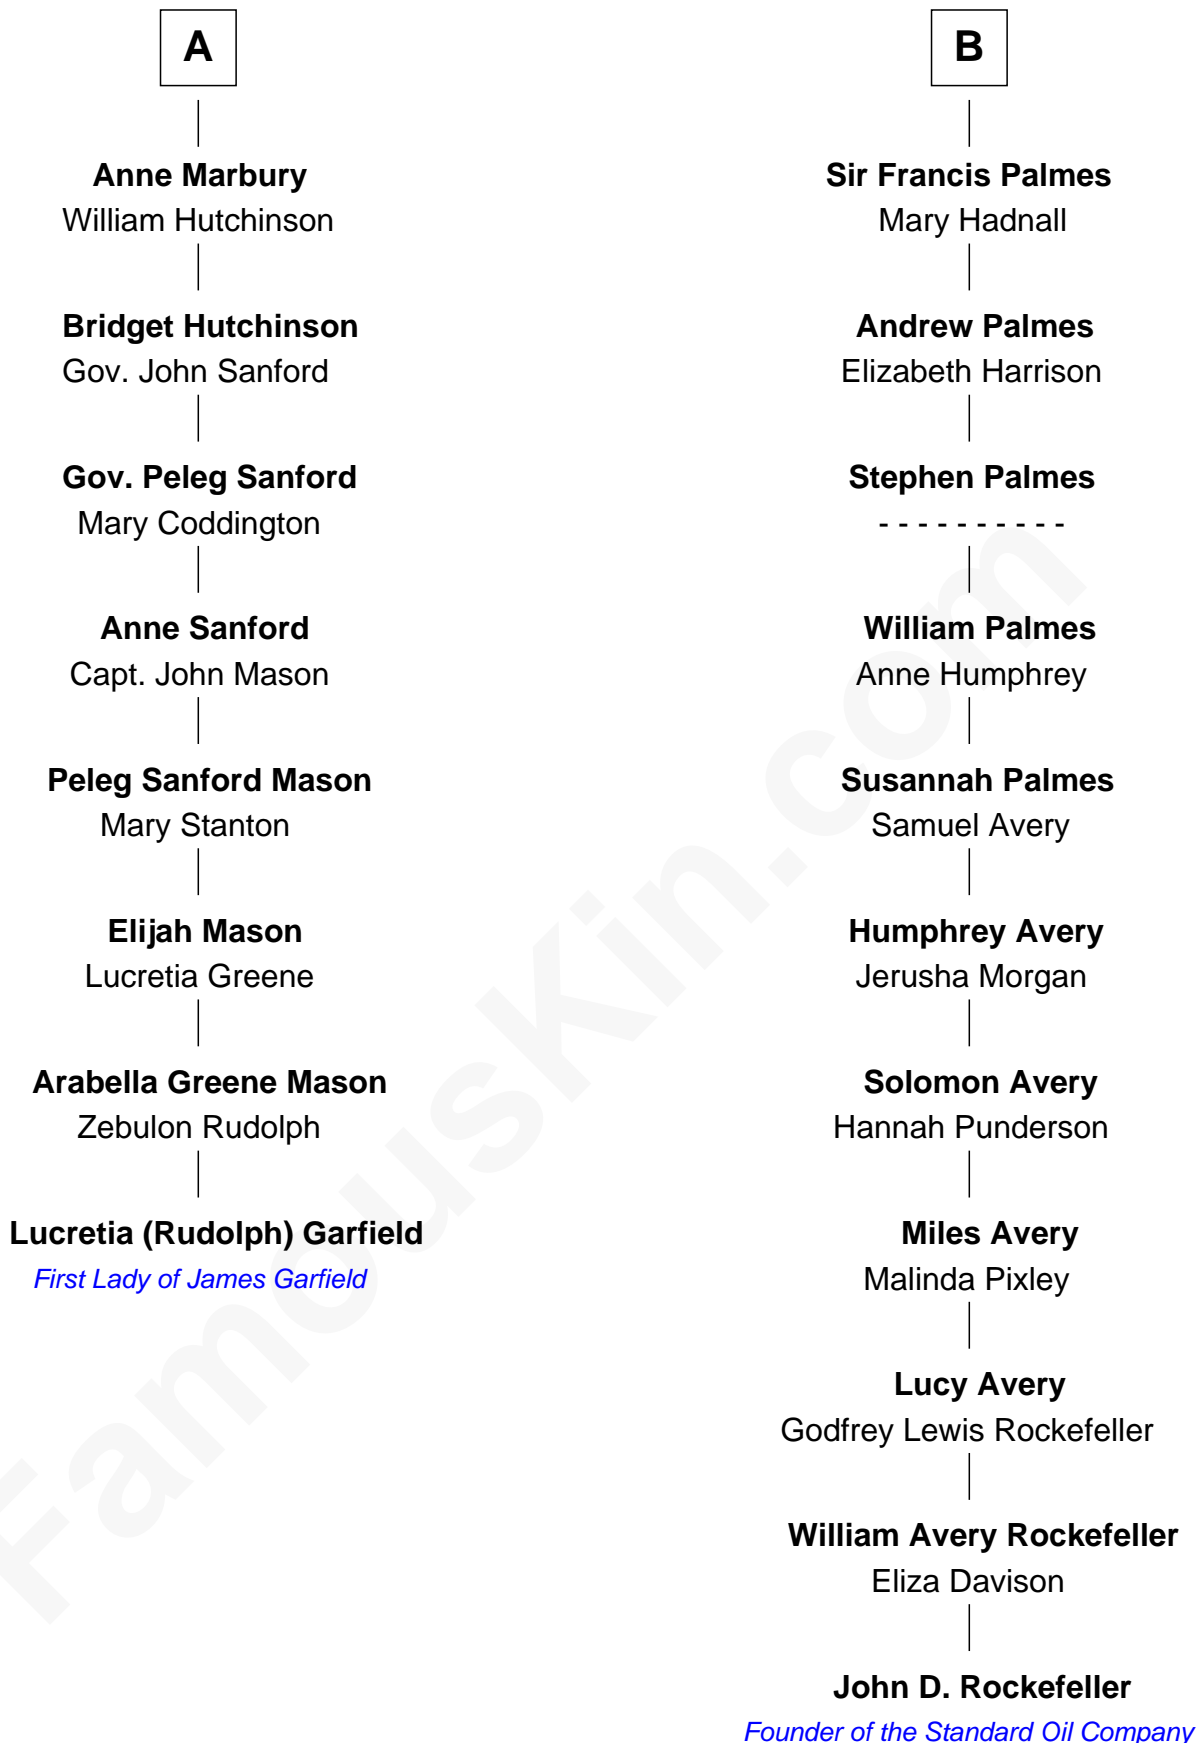 A
Anne Marbury
William Hutchinson
Bridget Hutchinson
Gov. John Sanford
Gov. Peleg Sanford
Mary Coddington
Anne Sanford
Capt. John Mason
Peleg Sanford Mason
Mary Stanton
Elijah Mason
Lucretia Greene
Arabella Greene Mason
Zebulon Rudolph
Lucretia (Rudolph) Garfield
First Lady of James Garfield
B
Sir Francis Palmes
Mary Hadnall
Andrew Palmes
Elizabeth Harrison
Stephen Palmes
- - - - - - - - - -
William Palmes
Anne Humphrey
Susannah Palmes
Samuel Avery
Humphrey Avery
Jerusha Morgan
Solomon Avery
Hannah Punderson
Miles Avery
Malinda Pixley
Lucy Avery
Godfrey Lewis Rockefeller
William Avery Rockefeller
Eliza Davison
John D. Rockefeller
Founder of the Standard Oil Company
FamousKin.com